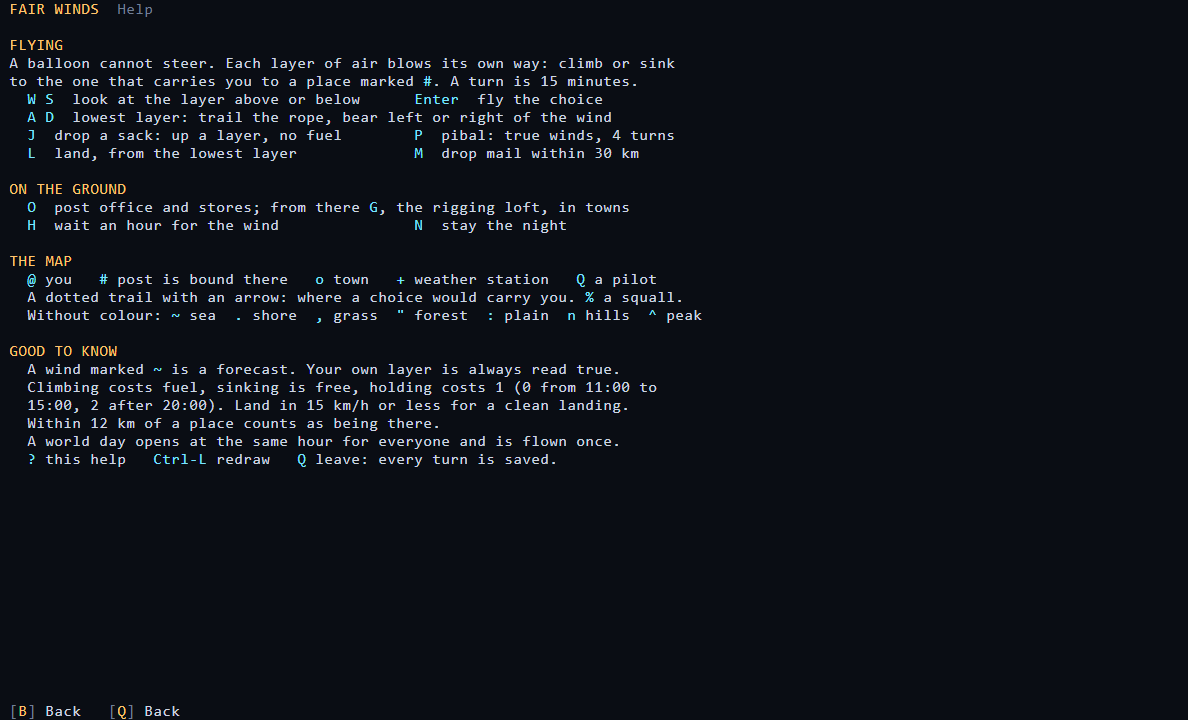 FAIR WINDS  Help
FLYING
A balloon cannot steer. Each layer of air blows its own way: climb or sink
to the one that carries you to a place marked #. A turn is 15 minutes.
W S  look at the layer above or below      Enter  fly the choice
A D  lowest layer: trail the rope, bear left or right of the wind
J  drop a sack: up a layer, no fuel        P  pibal: true winds, 4 turns
L  land, from the lowest layer             M  drop mail within 30 km
ON THE GROUND
O  post office and stores; from there G, the rigging loft, in towns
H  wait an hour for the wind               N  stay the night
THE MAP
@ you   # post is bound there   o town   + weather station   Q a pilot
A dotted trail with an arrow: where a choice would carry you. % a squall.
Without colour: ~ sea  . shore  , grass  " forest  : plain  n hills  ^ peak
GOOD TO KNOW
A wind marked ~ is a forecast. Your own layer is always read true.
Climbing costs fuel, sinking is free, holding costs 1 (0 from 11:00 to
15:00, 2 after 20:00). Land in 15 km/h or less for a clean landing.
Within 12 km of a place counts as being there.
A world day opens at the same hour for everyone and is flown once.
? this help   Ctrl-L redraw   Q leave: every turn is saved.
[B] Back   [Q] Back